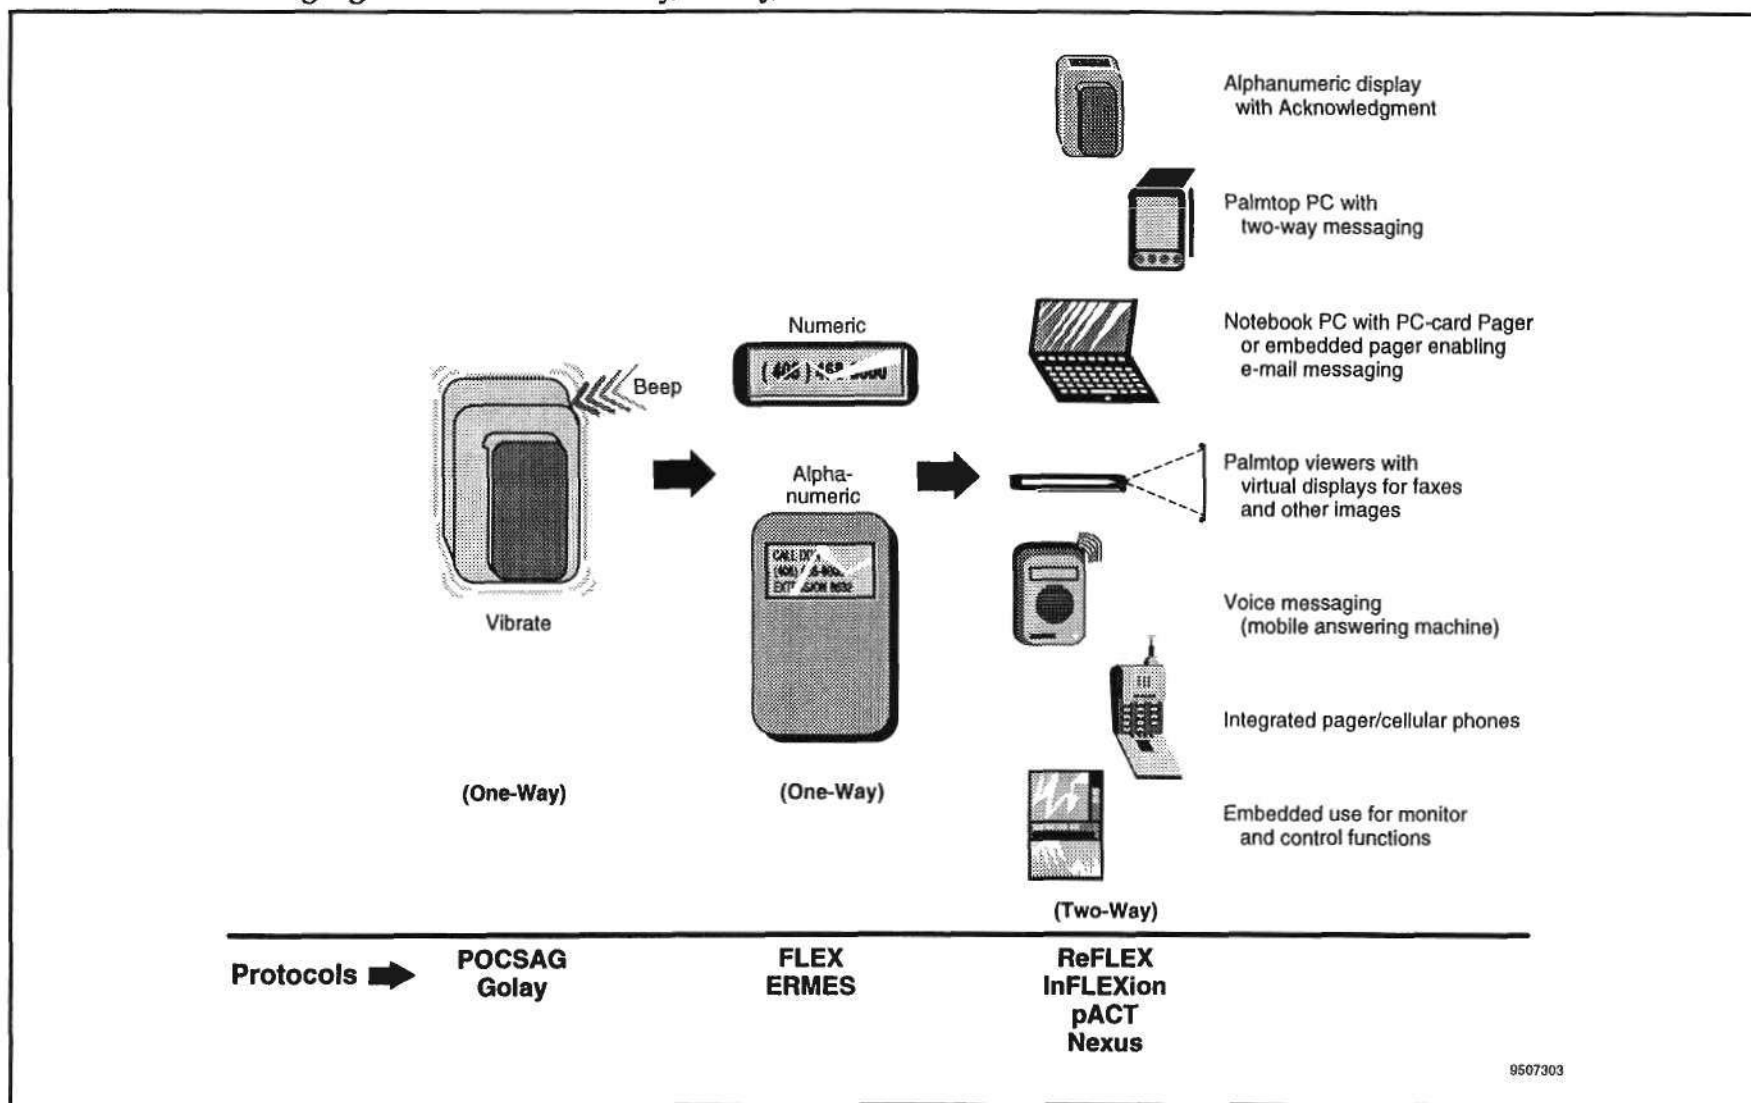 Alphanumeric display
with Acknowledgment
Palmtop PC with
two-way messaging
Notebook PC with PC-card Pager
or embedded pager enabling
e-mail messaging
Numeric
Beep
Palmtop viewers with
virtual displays for faxes
and other images
Alpha-
numeric
CALL
Vibrate
Voice messaging
(mobile answering machine)
Integrated pager/cellular phones
(One-Way)
(One-Way)
Embedded use for monitor
and control functions
(Two-Way)
Protocols
POCSAG
Golay
FLEX
ERMES
ReFLEX
InFLEXion
pACT
Nexus
9507303